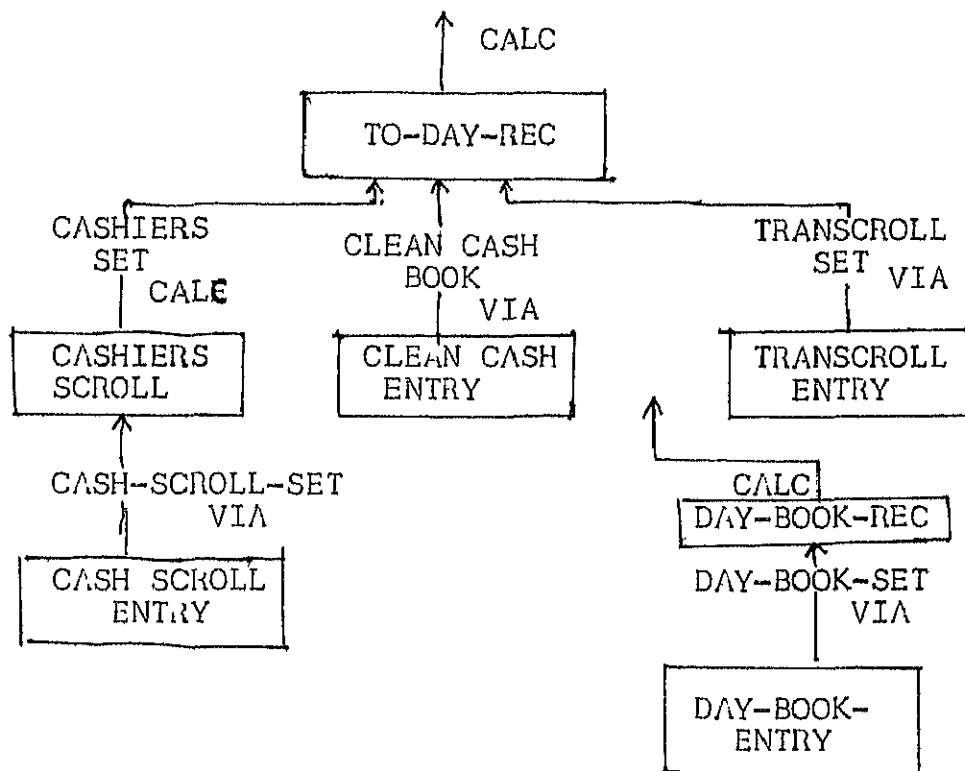 CALC
TO-DAY-REC
CASHIERS
SET
CALC
CLEAN CASH
BOOK
VIA
TRANSCROLL
SET
VIA
CASHIERS
SCROLL
CLEAN CASH
ENTRY
TRANSCROLL
ENTRY
CASH-SCROLL-SET
VIA
CALC
DAY-BOOK-REC
CASH SCROLL
ENTRY
DAY-BOOK-SET
VIA
DAY-BOOK-
ENTRY